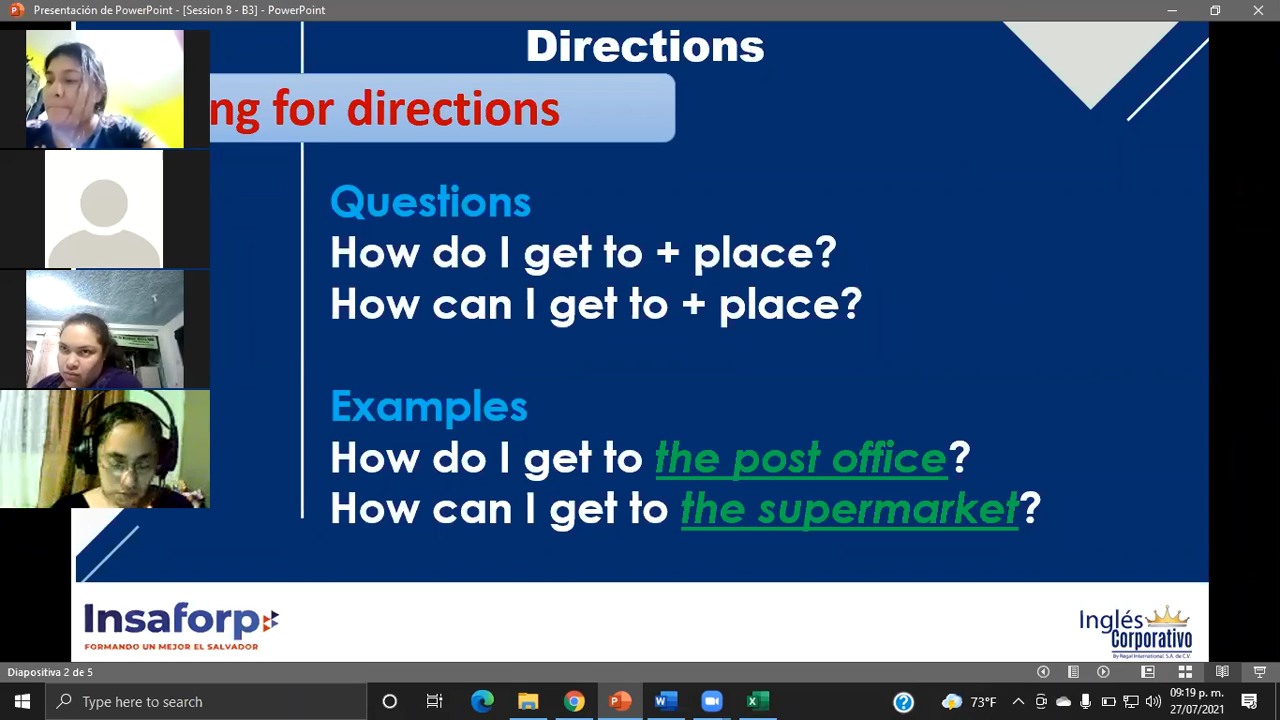 Presentación de PowerPoint - [Session 8 - B3] - PowerPoint
Directions
ng for directions
Questions
How do I get to + place?
How can I get to + place?
Examples
How do I get to the post office?
How can I get to the supermarket?
Insaforp
FORMANDO UN MEJOR EL SALVADOR
Inglés
Corporativo
By Regal International, S.A. de C.V.
Diapositiva 2 de 5
Type here to search
73°F
09:19 p. m.
27/07/2021